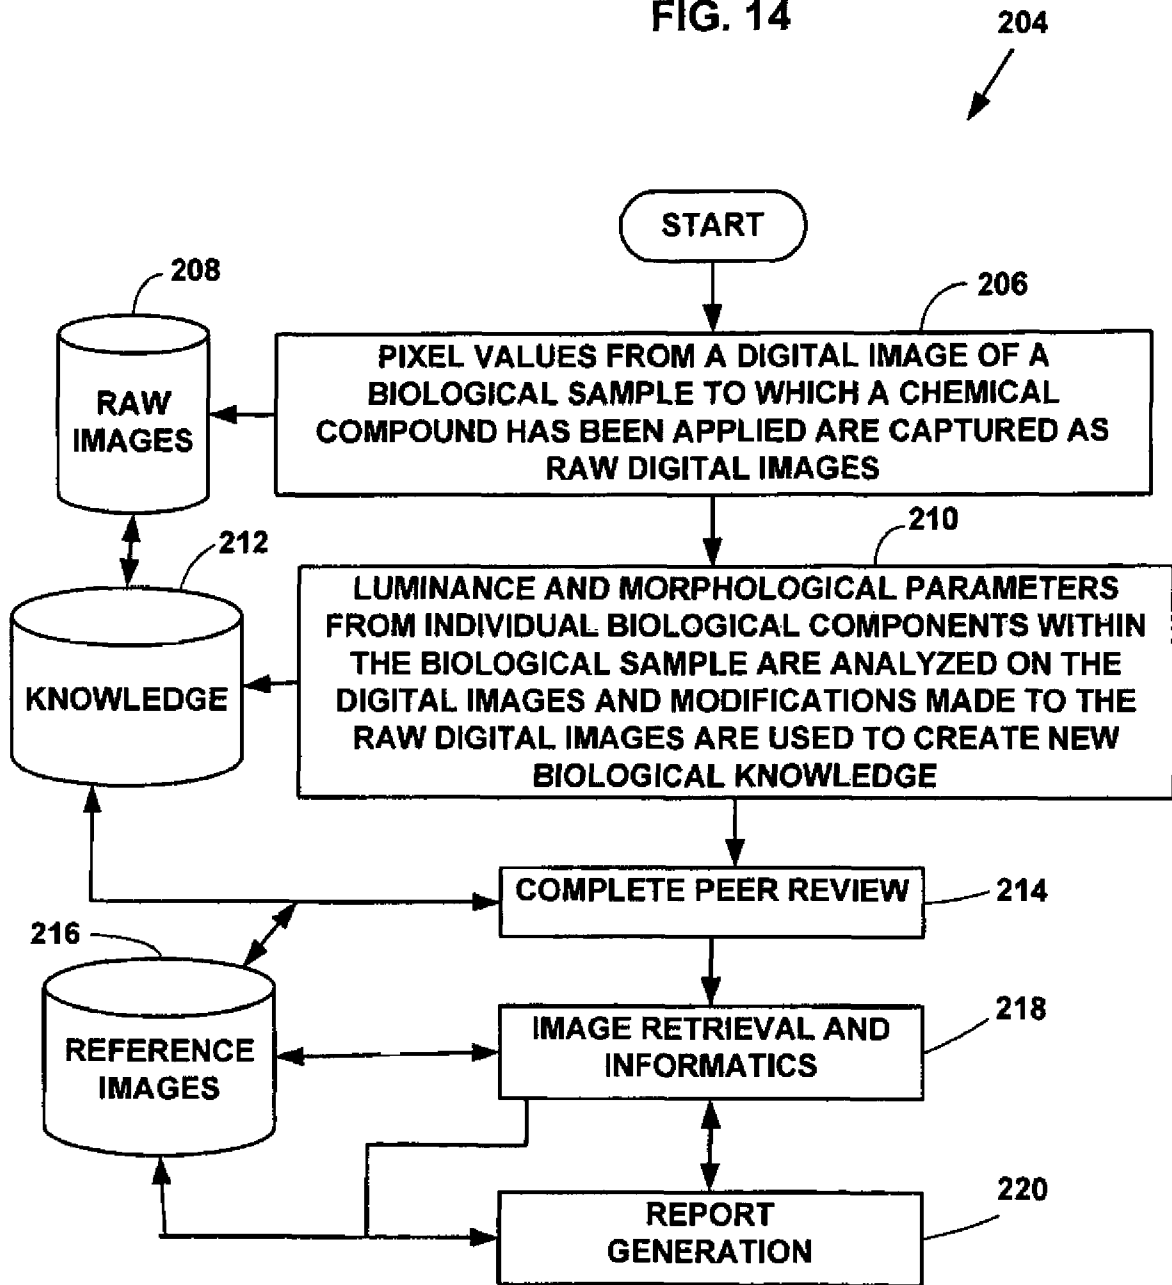 FIG. 14
204
START
208
206
RAW
IMAGES
PIXEL VALUES FROM A DIGITAL IMAGE OF A
BIOLOGICAL SAMPLE TO WHICH A CHEMICAL
COMPOUND HAS BEEN APPLIED ARE CAPTURED AS
RAW DIGITAL IMAGES
212
210
KNOWLEDGE
LUMINANCE AND MORPHOLOGICAL PARAMETERS
FROM INDIVIDUAL BIOLOGICAL COMPONENTS WITHIN
THE BIOLOGICAL SAMPLE ARE ANALYZED ON THE
DIGITAL IMAGES AND MODIFICATIONS MADE TO THE
RAW DIGITAL IMAGES ARE USED TO CREATE NEW
BIOLOGICAL KNOWLEDGE
COMPLETE PEER REVIEW
214
216
REFERENCE
IMAGES
IMAGE RETRIEVAL AND
INFORMATICS
218
REPORT
GENERATION
220